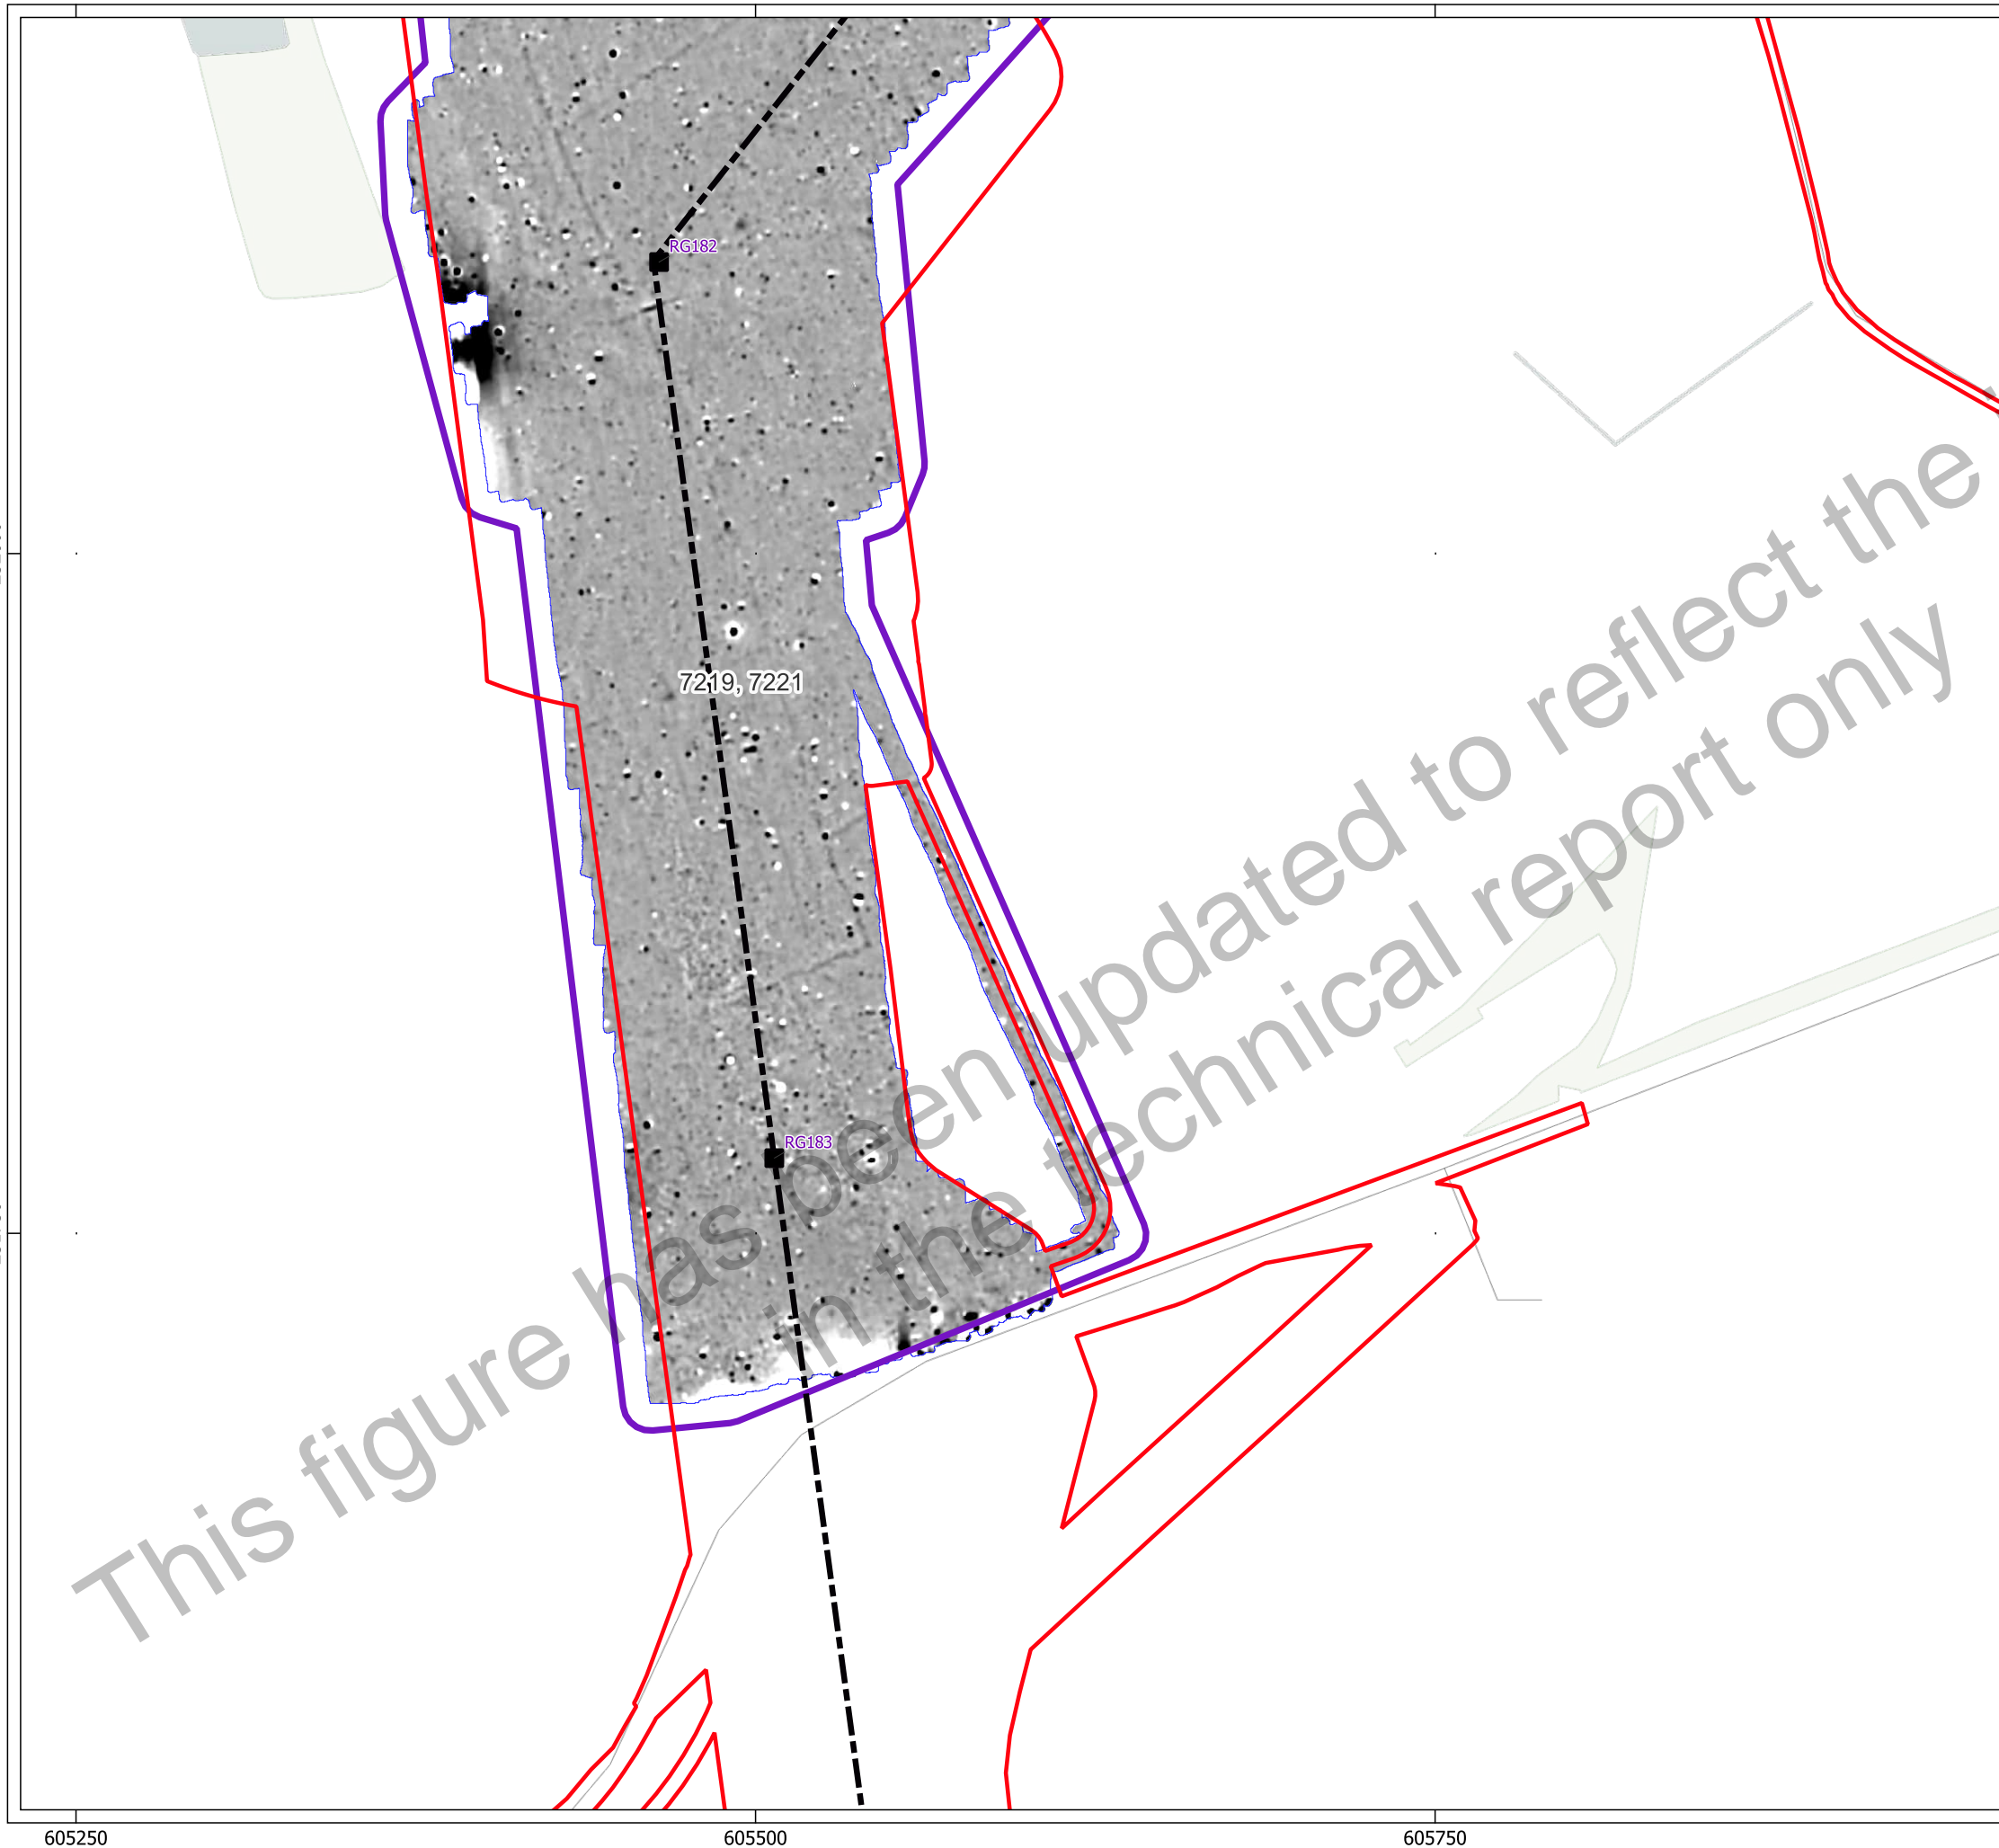 RG182
7219, 7221
RG183
This figure has been updated to reflect the
in the technical report only
605250
605500
605750